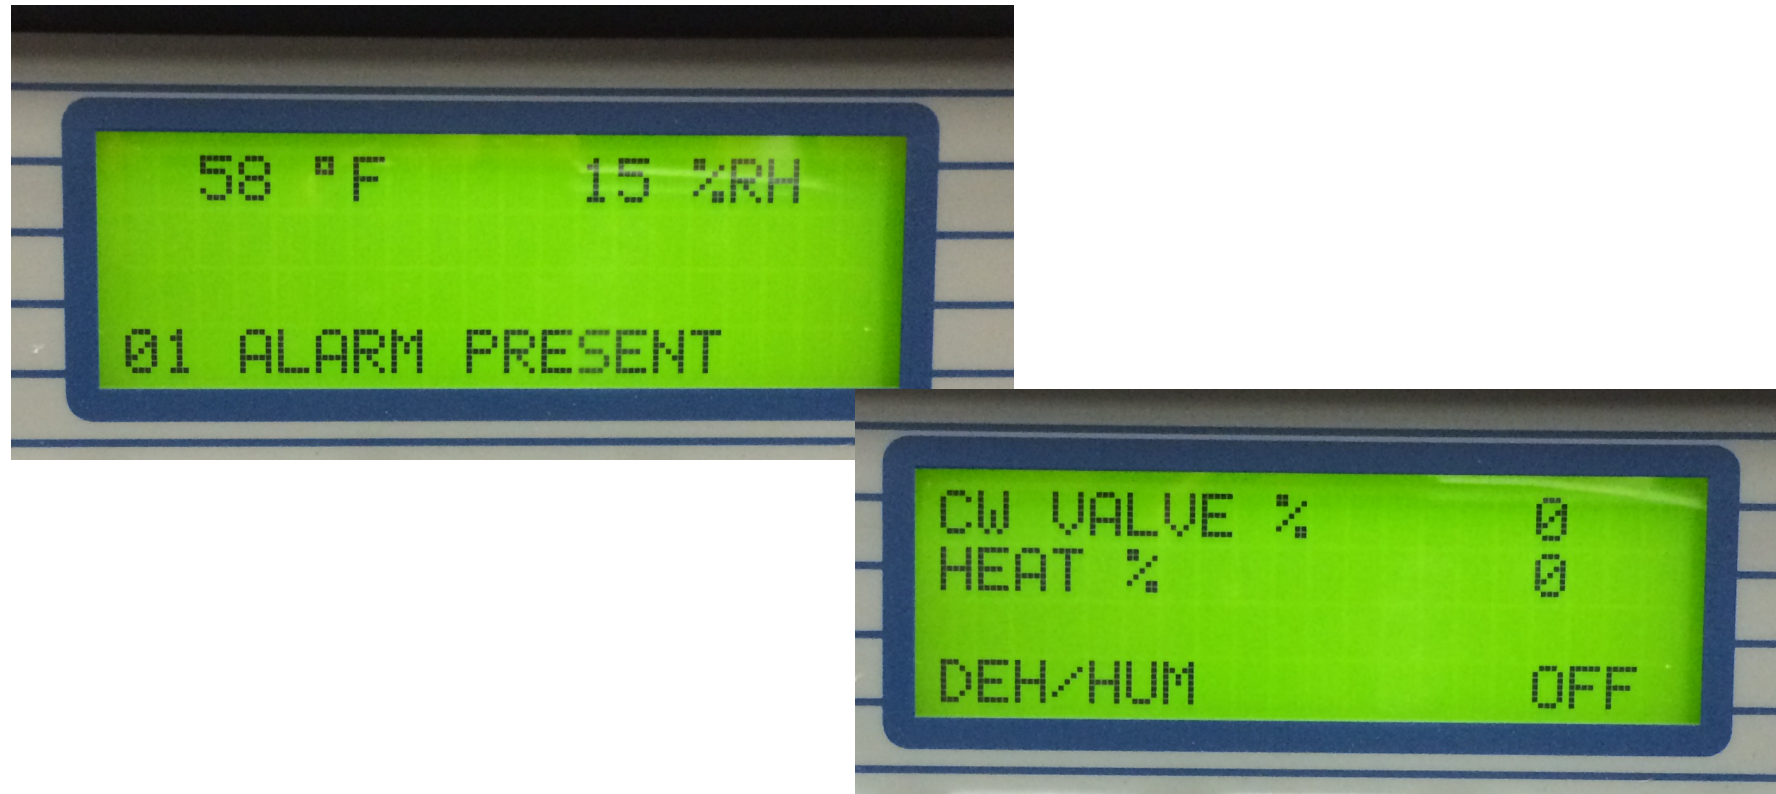 58 °F 15 %RH
01 ALARM PRESENT
CW VALVE % 0
HEAT % 0
DEH/HUM OFF